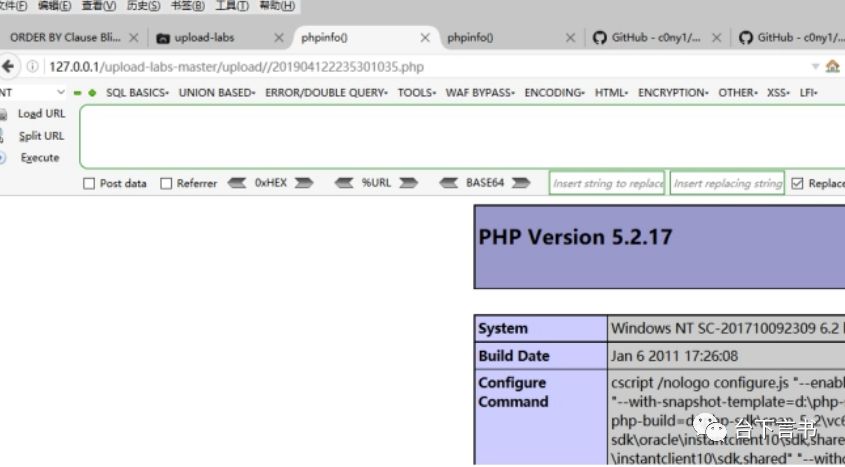 文件(F) 编辑(E) 查看(V) 历史(S) 书签(B) 工具(T) 帮助(H)
ORDER BY Clause Bli... upload-labs phpinfo() phpinfo() GitHub - c0ny1/... GitHub - c0ny1/...
127.0.0.1/upload-labs-master/upload//201904122235301035.php
NT SQL BASICS UNION BASED ERROR/DOUBLE QUERY TOOLS WAF BYPASS ENCODING HTML ENCRYPTION OTHER XSS LFI
Load URL
Split URL
Execute
Post data Referrer 0xHEX %URL BASE64 Insert string to replace Insert replacing string Replace
PHP Version 5.2.17
System Windows NT SC-201710092309 6.2
Build Date Jan 6 2011 17:26:08
Configure Command cscript /nologo configure.js "--enabl
"--with-snapshot-template=d:\php-
php-build=d:\
sdk\oracle\instantclient10\sdk,share
\instantclient10\sdk,shared" "--witho
台下言书